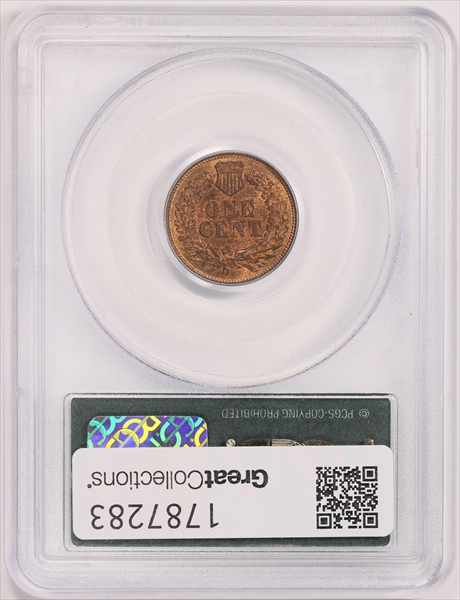 ONE
CENT
© PCGS-COPYING PROHIBITED
GreatCollections®
1787283